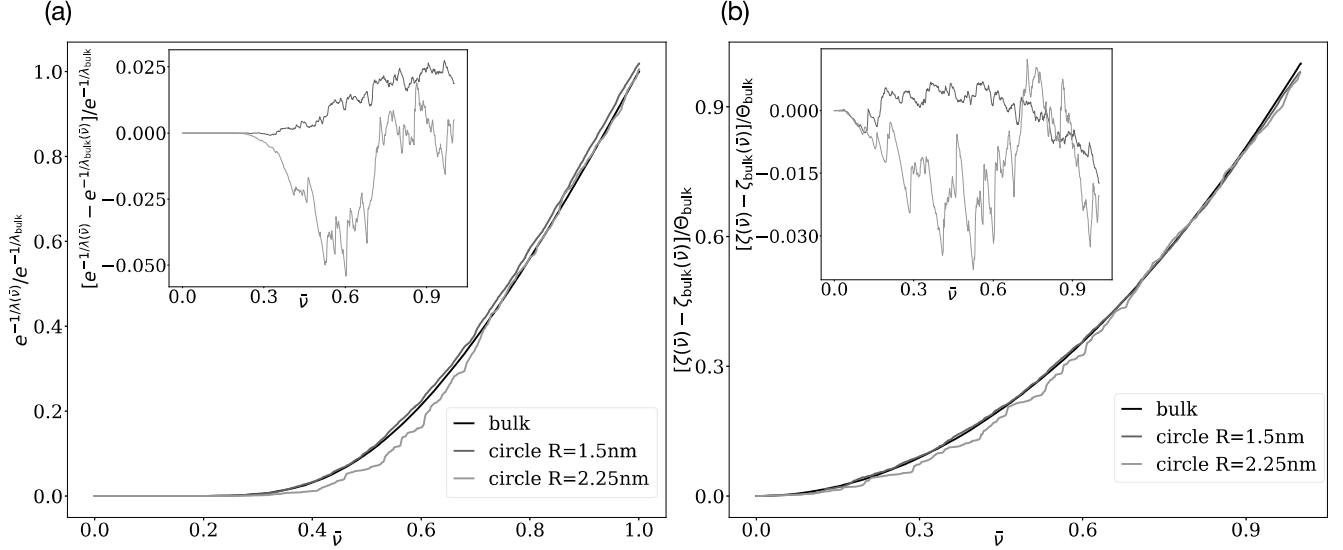 (a)
e^{-1/λ(ν̄)}/e^{-1/λ_bulk}
1.0
0.8
0.6
0.4
0.2
0.0
0.0 0.2 0.4 0.6 0.8 1.0
ν̄
[e^{-1/λ(ν̄)} − e^{-1/λ_bulk(ν̄)}]/e^{-1/λ_bulk}
0.025
0.000
−0.025
−0.050
0.0 0.3 0.6 0.9
ν̄
bulk
circle R=1.5nm
circle R=2.25nm
(b)
[ζ(ν̄) − ζ_bulk(ν̄)]/Θ_bulk
0.9
0.6
0.3
0.0
0.0 0.3 0.6 0.9
ν̄
[ζ(ν̄) − ζ_bulk(ν̄)]/Θ_bulk
0.000
−0.015
−0.030
0.0 0.3 0.6 0.9
ν̄
bulk
circle R=1.5nm
circle R=2.25nm